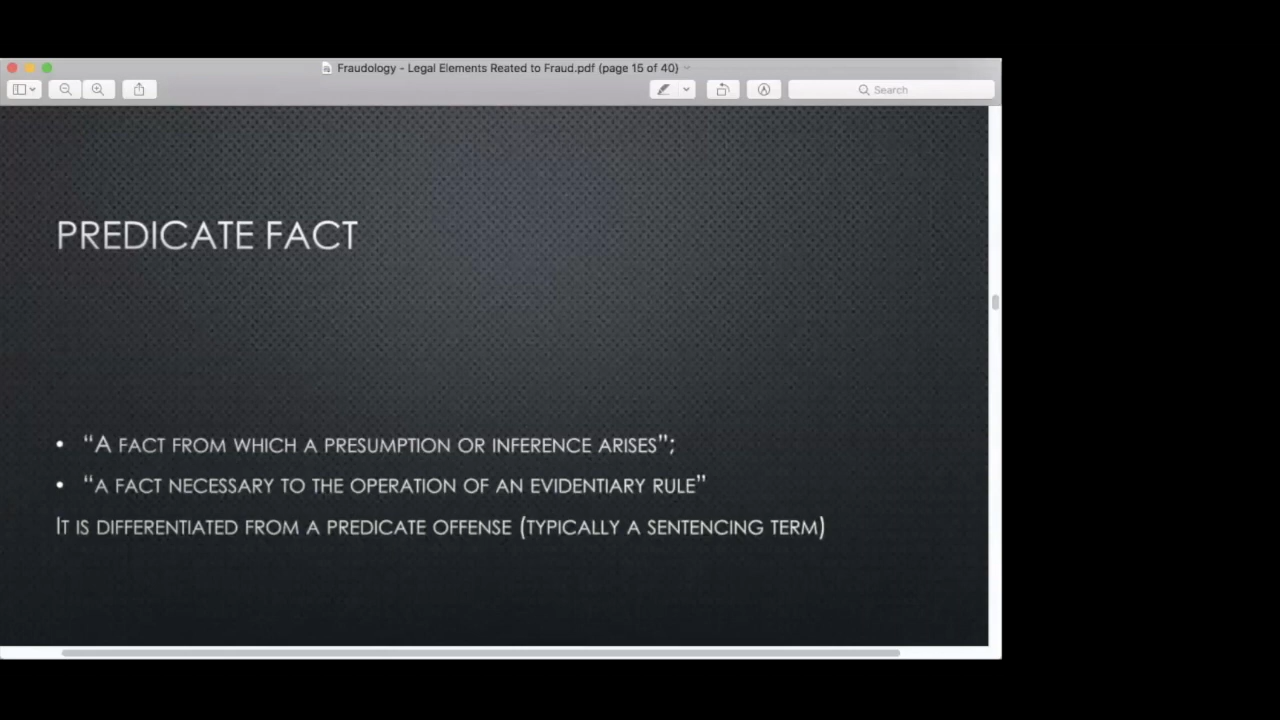 Fraudology - Legal Elements Reated to Fraud.pdf (page 15 of 40)
Search
PREDICATE FACT
• “A FACT FROM WHICH A PRESUMPTION OR INFERENCE ARISES”;
• “A FACT NECESSARY TO THE OPERATION OF AN EVIDENTIARY RULE”
IT IS DIFFERENTIATED FROM A PREDICATE OFFENSE (TYPICALLY A SENTENCING TERM)